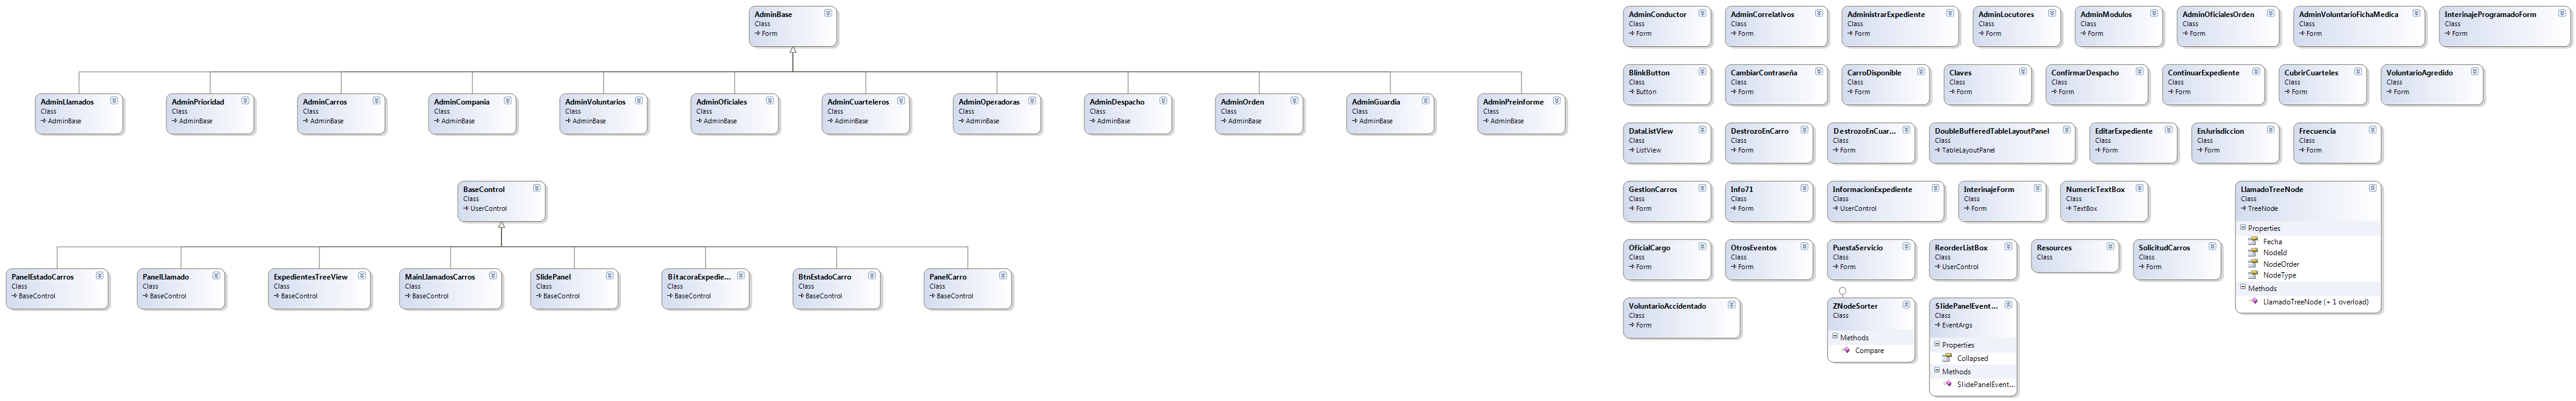 AdminBase
Class
Form
AdminLlamados
Class
AdminBase
AdminPrioridad
Class
AdminBase
AdminCarros
Class
AdminBase
AdminCompania
Class
AdminBase
AdminVoluntarios
Class
AdminBase
AdminOficiales
Class
AdminBase
AdminCuarteleros
Class
AdminBase
AdminOperadoras
Class
AdminBase
AdminDespacho
Class
AdminBase
AdminOrden
Class
AdminBase
AdminGuardia
Class
AdminBase
AdminPreinforme
Class
AdminBase
BaseControl
Class
UserControl
PanelEstadoCarros
Class
BaseControl
PanelLlamado
Class
BaseControl
ExpedientesTreeView
Class
BaseControl
MainLlamadosCarros
Class
BaseControl
SlidePanel
Class
BaseControl
BitacoraExpedie...
Class
BaseControl
BtnEstadoCarro
Class
BaseControl
PanelCarro
Class
BaseControl
AdminConductor
Class
Form
AdminCorrelativos
Class
Form
AdministrarExpediente
Class
Form
AdminLocutores
Class
Form
AdminModulos
Class
Form
AdminOficialesOrden
Class
Form
AdminVoluntarioFichaMedica
Class
Form
InterinajeProgramadoForm
Class
Form
BlinkButton
Class
Button
CambiarContraseña
Class
Form
CarroDisponible
Class
Form
Claves
Class
Form
ConfirmarDespacho
Class
Form
ContinuarExpediente
Class
Form
CubrirCuarteles
Class
Form
VoluntarioAgredido
Class
Form
DataListView
Class
ListView
DestrozoEnCarro
Class
Form
DestrozoEnCuar...
Class
Form
DoubleBufferedTableLayoutPanel
Class
TableLayoutPanel
EditarExpediente
Class
Form
EnJurisdiccion
Class
Form
Frecuencia
Class
Form
GestionCarros
Class
Form
Info71
Class
Form
InformacionExpediente
Class
UserControl
InterinajeForm
Class
Form
NumericTextBox
Class
TextBox
LlamadoTreeNode
Class
TreeNode
Properties
Fecha
NodeId
NodeOrder
NodeType
Methods
LlamadoTreeNode (+ 1 overload)
OficialCargo
Class
Form
OtrosEventos
Class
Form
PuestaServicio
Class
Form
ReorderListBox
Class
UserControl
Resources
Class
SolicitudCarros
Class
Form
VoluntarioAccidentado
Class
Form
ZNodeSorter
Class
Methods
Compare
SlidePanelEvent...
Class
EventArgs
Properties
Collapsed
Methods
SlidePanelEvent...